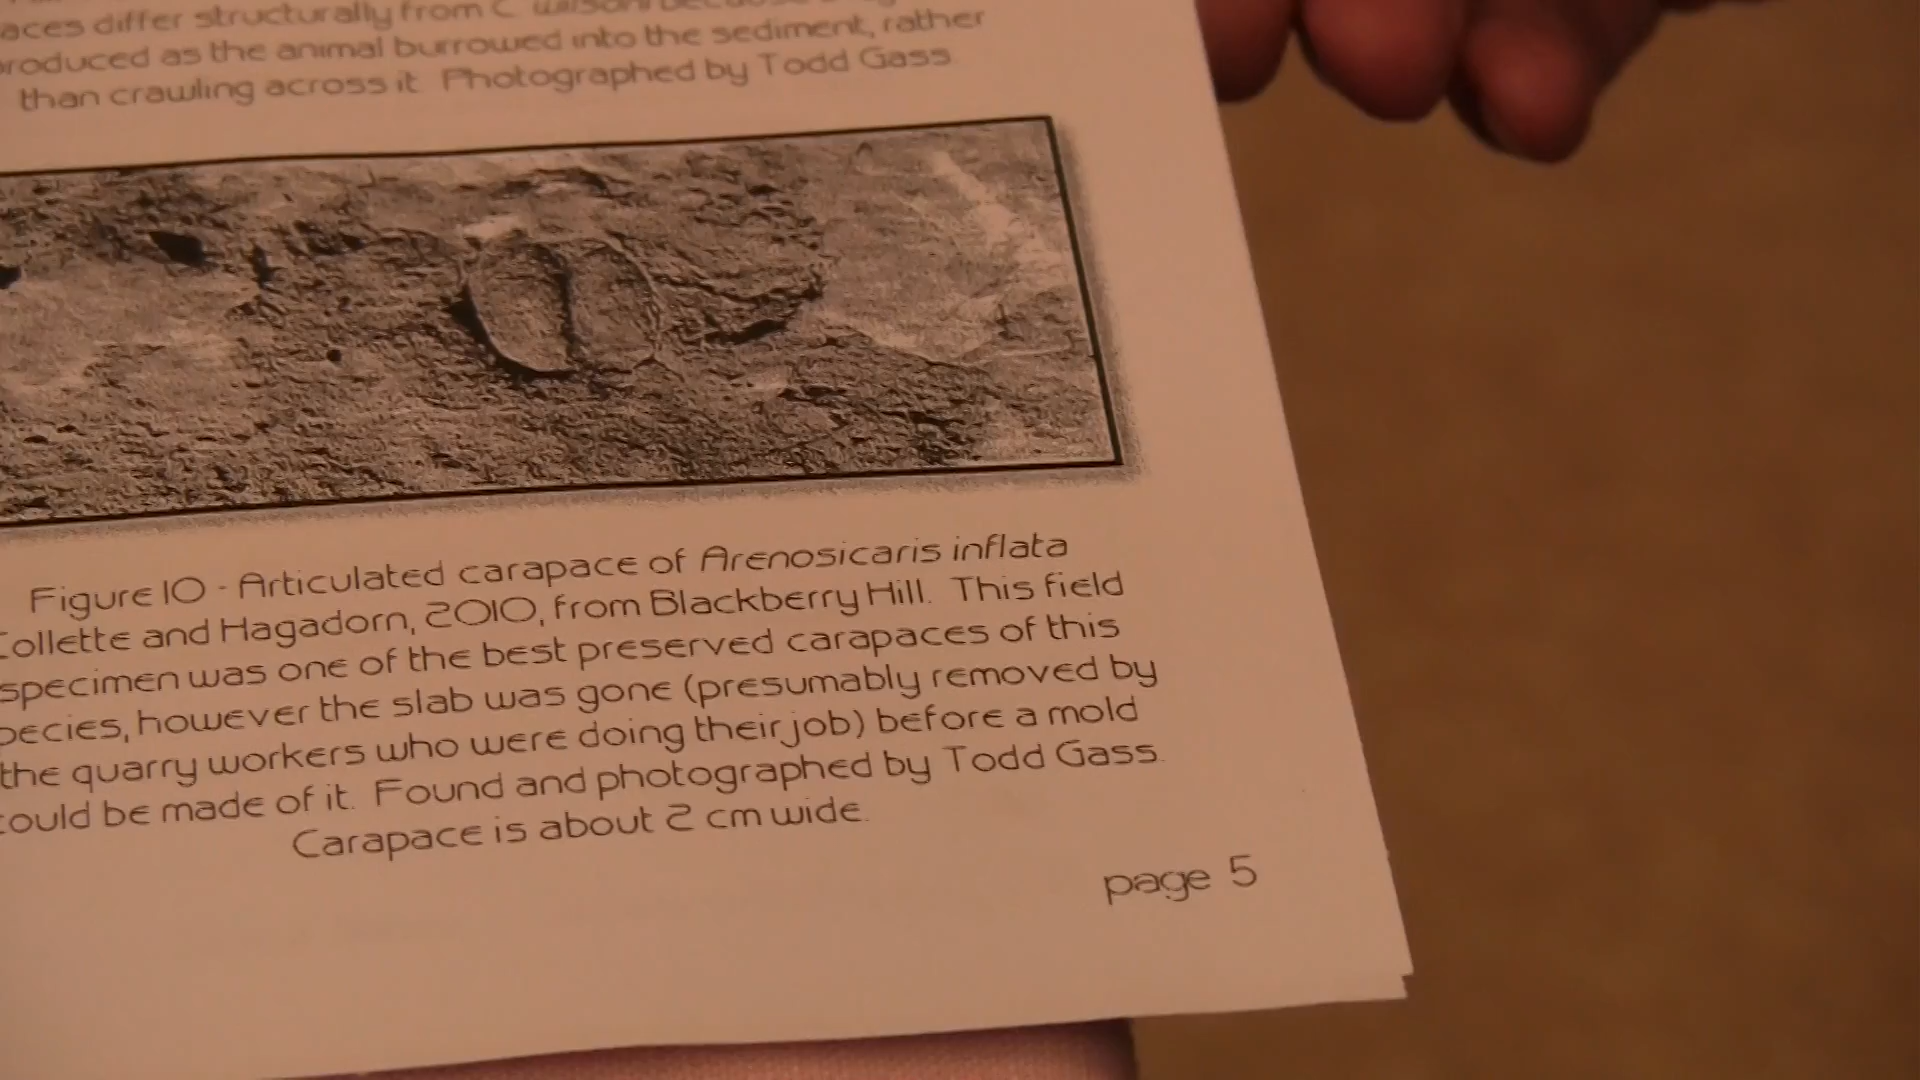 aces differ structurally from C. wilsoni because
roduced as the animal burrowed into the sediment, rather
than crawling across it. Photographed by Todd Gass.
Figure 10 - Articulated carapace of Arenosicaris inflata
Collette and Hagadorn, 2010, from Blackberry Hill. This field
specimen was one of the best preserved carapaces of this
pecies, however the slab was gone (presumably removed by
the quarry workers who were doing their job) before a mold
could be made of it. Found and photographed by Todd Gass.
Carapace is about 2 cm wide.
page 5